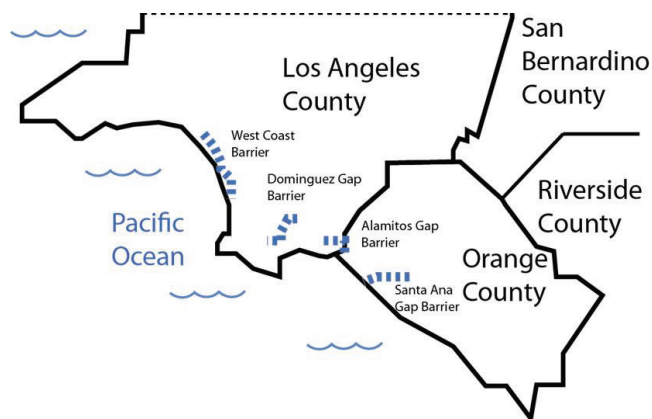 San
Bernardino
County
Los Angeles
County
West Coast
Barrier
Dominguez Gap
Barrier
Riverside
County
Pacific
Ocean
Alamitos Gap
Barrier
Orange
County
Santa Ana
Gap Barrier